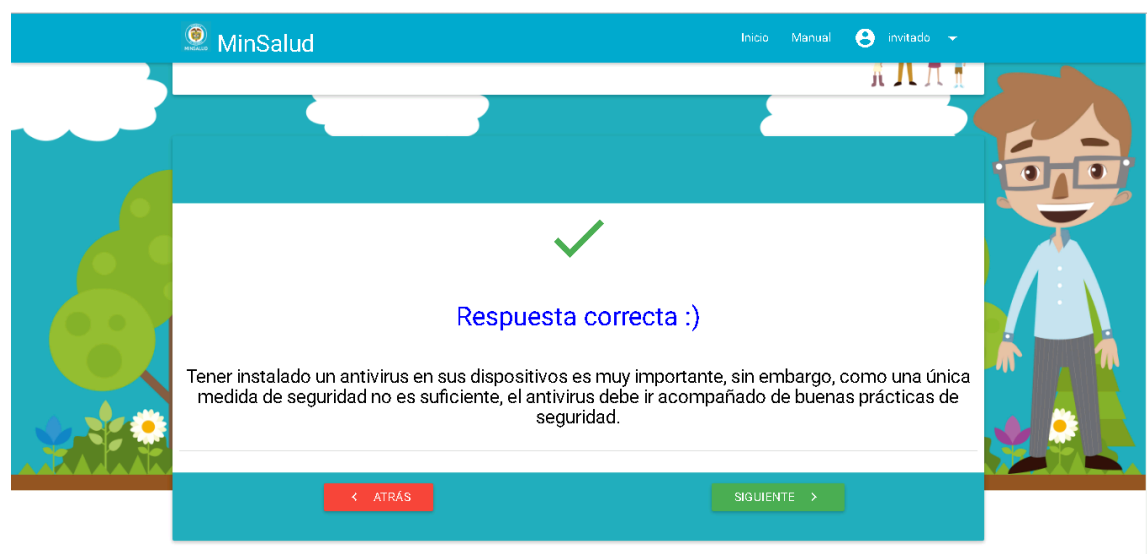 MINSALUD
MinSalud
Inicio Manual invitado
Respuesta correcta :)
Tener instalado un antivirus en sus dispositivos es muy importante, sin embargo, como una única
medida de seguridad no es suficiente, el antivirus debe ir acompañado de buenas prácticas de
seguridad.
ATRÁS SIGUIENTE